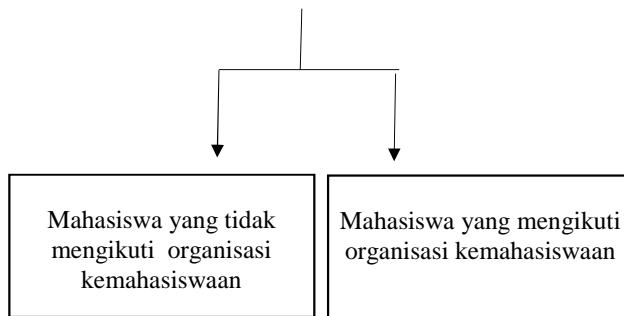 Mahasiswa yang tidak
mengikuti organisasi
kemahasiswaan
Mahasiswa yang mengikuti
organisasi kemahasiswaan